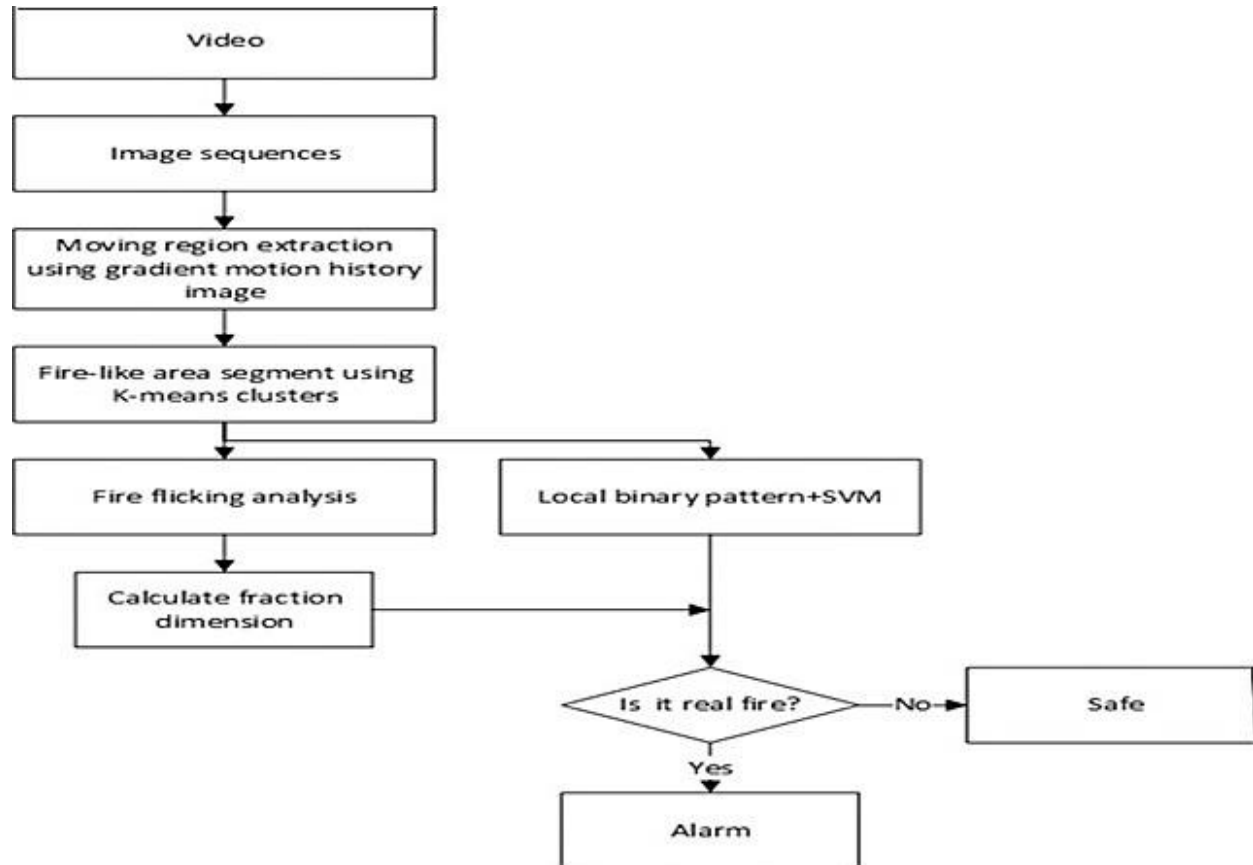 Video
Image sequences
Moving region extraction
using gradient motion history
image
Fire-like area segment using
K-means clusters
Fire flicking analysis
Local binary pattern+SVM
Calculate fraction
dimension
Is it real fire?
No
Safe
Yes
Alarm